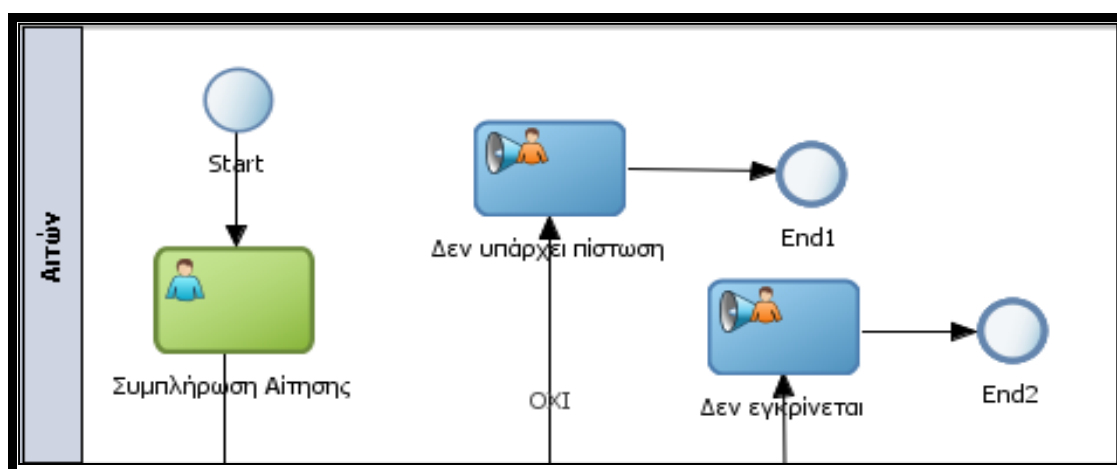 Αιτών
Start
Συμπλήρωση Αίτησης
Δεν υπάρχει πίστωση
End1
ΟΧΙ
Δεν εγκρίνεται
End2